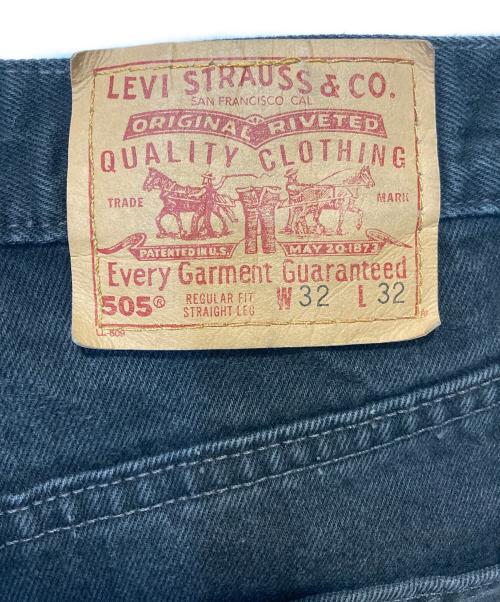 LEVI STRAUSS & CO.
SAN FRANCISCO CAL
ORIGINAL RIVETED
QUALITY CLOTHING
TRADE MARK
PATENTED IN U.S. MAY 20 1873
Every Garment Guaranteed
505® REGULAR FIT STRAIGHT LEG W 32 L 32